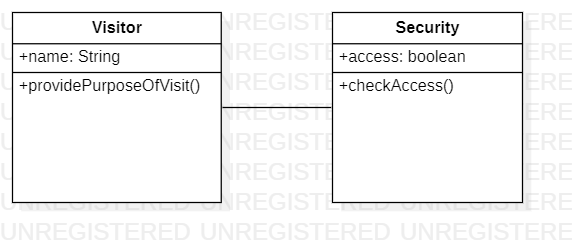 Visitor
+name: String
+providePurposeOfVisit()
Security
+access: boolean
+checkAccess()
UNREGISTERED UNREGISTERED UNREGISTERED